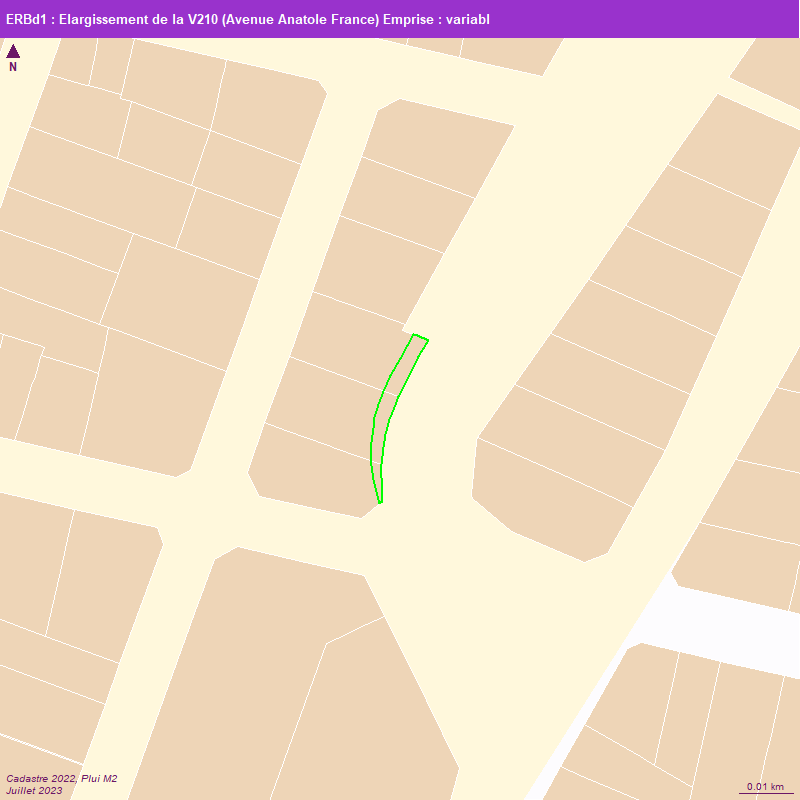 ERBd1 : Elargissement de la V210 (Avenue Anatole France) Emprise : variabl
N
Cadastre 2022, Plui M2
Juillet 2023
0.01 km